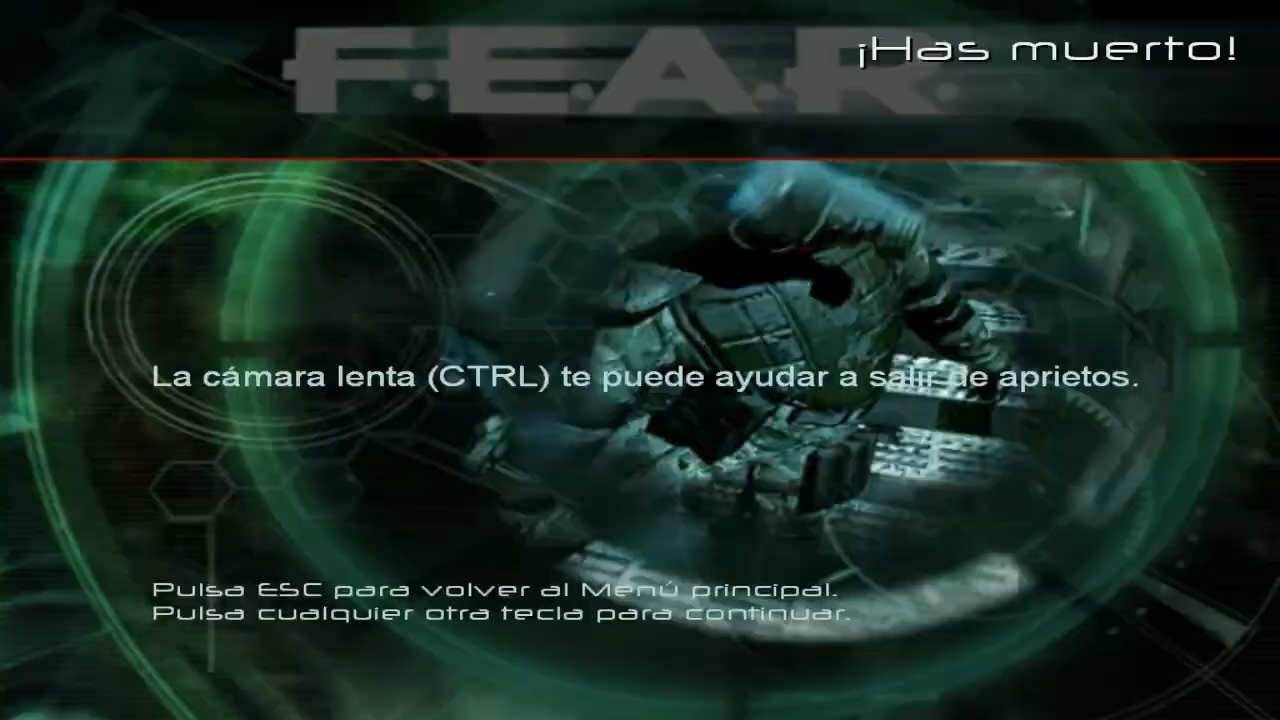 F.E.A.R.
¡Has muerto!
La cámara lenta (CTRL) te puede ayudar a salir de aprietos.
Pulsa ESC para volver al Menú principal.
Pulsa cualquier otra tecla para continuar.